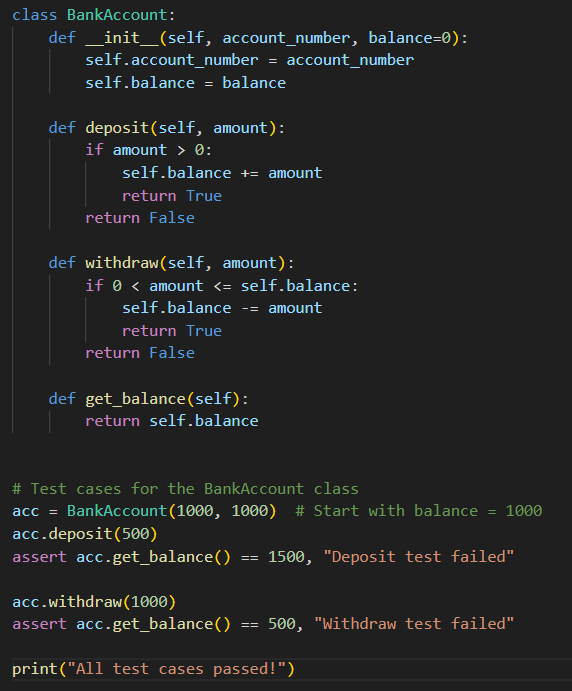 class BankAccount:
    def __init__(self, account_number, balance=0):
        self.account_number = account_number
        self.balance = balance

    def deposit(self, amount):
        if amount > 0:
            self.balance += amount
            return True
        return False

    def withdraw(self, amount):
        if 0 < amount <= self.balance:
            self.balance -= amount
            return True
        return False

    def get_balance(self):
        return self.balance


# Test cases for the BankAccount class
acc = BankAccount(1000, 1000)  # Start with balance = 1000
acc.deposit(500)
assert acc.get_balance() == 1500, "Deposit test failed"

acc.withdraw(1000)
assert acc.get_balance() == 500, "Withdraw test failed"

print("All test cases passed!")